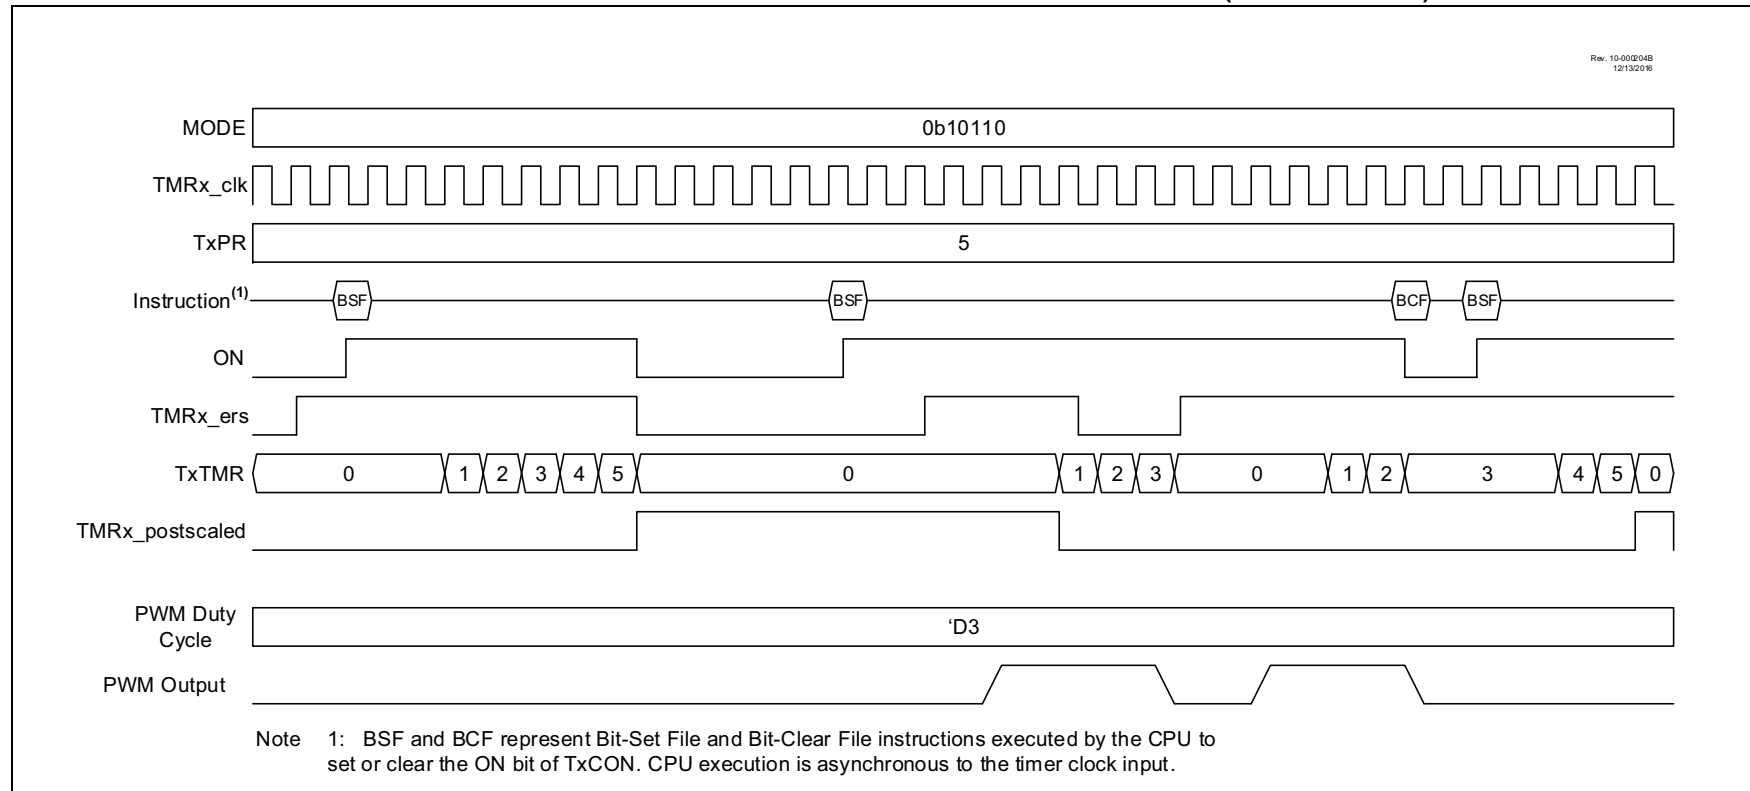 Rev. 10-000204B
12/13/2016
MODE 0b10110
TMRx_clk
TxPR 5
Instruction(1) BSF BSF BCF BSF
ON
TMRx_ers
TxTMR 0 1 2 3 4 5 0 1 2 3 0 1 2 3 4 5 0
TMRx_postscaled
PWM Duty
Cycle
‘D3
PWM Output
Note 1: BSF and BCF represent Bit-Set File and Bit-Clear File instructions executed by the CPU to
set or clear the ON bit of TxCON. CPU execution is asynchronous to the timer clock input.